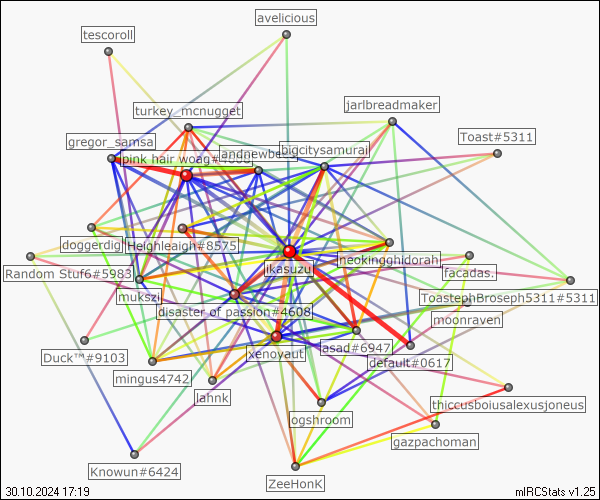 avelicious
tescoroll
jarlbreadmaker
turkey_mcnugget
Toast#5311
gregor_samsa
bigcitysamurai
pink hair woag#
andnewbe
doggerdig
Heighleaigh#8575
neokingghidorah
Random Stuf6#5983
ikasuzu
facadas.
mukszi
ToastephBroseph5311#5311
disaster of passion#4608
moonraven
xenoyaut
lasad#6947
Duck™#9103
default#0617
mingus4742
lahnk
thiccusboiusalexusjoneus
ogshroom
gazpachoman
Knowun#6424
ZeeHonK
30.10.2024 17:19
mIRCStats v1.25